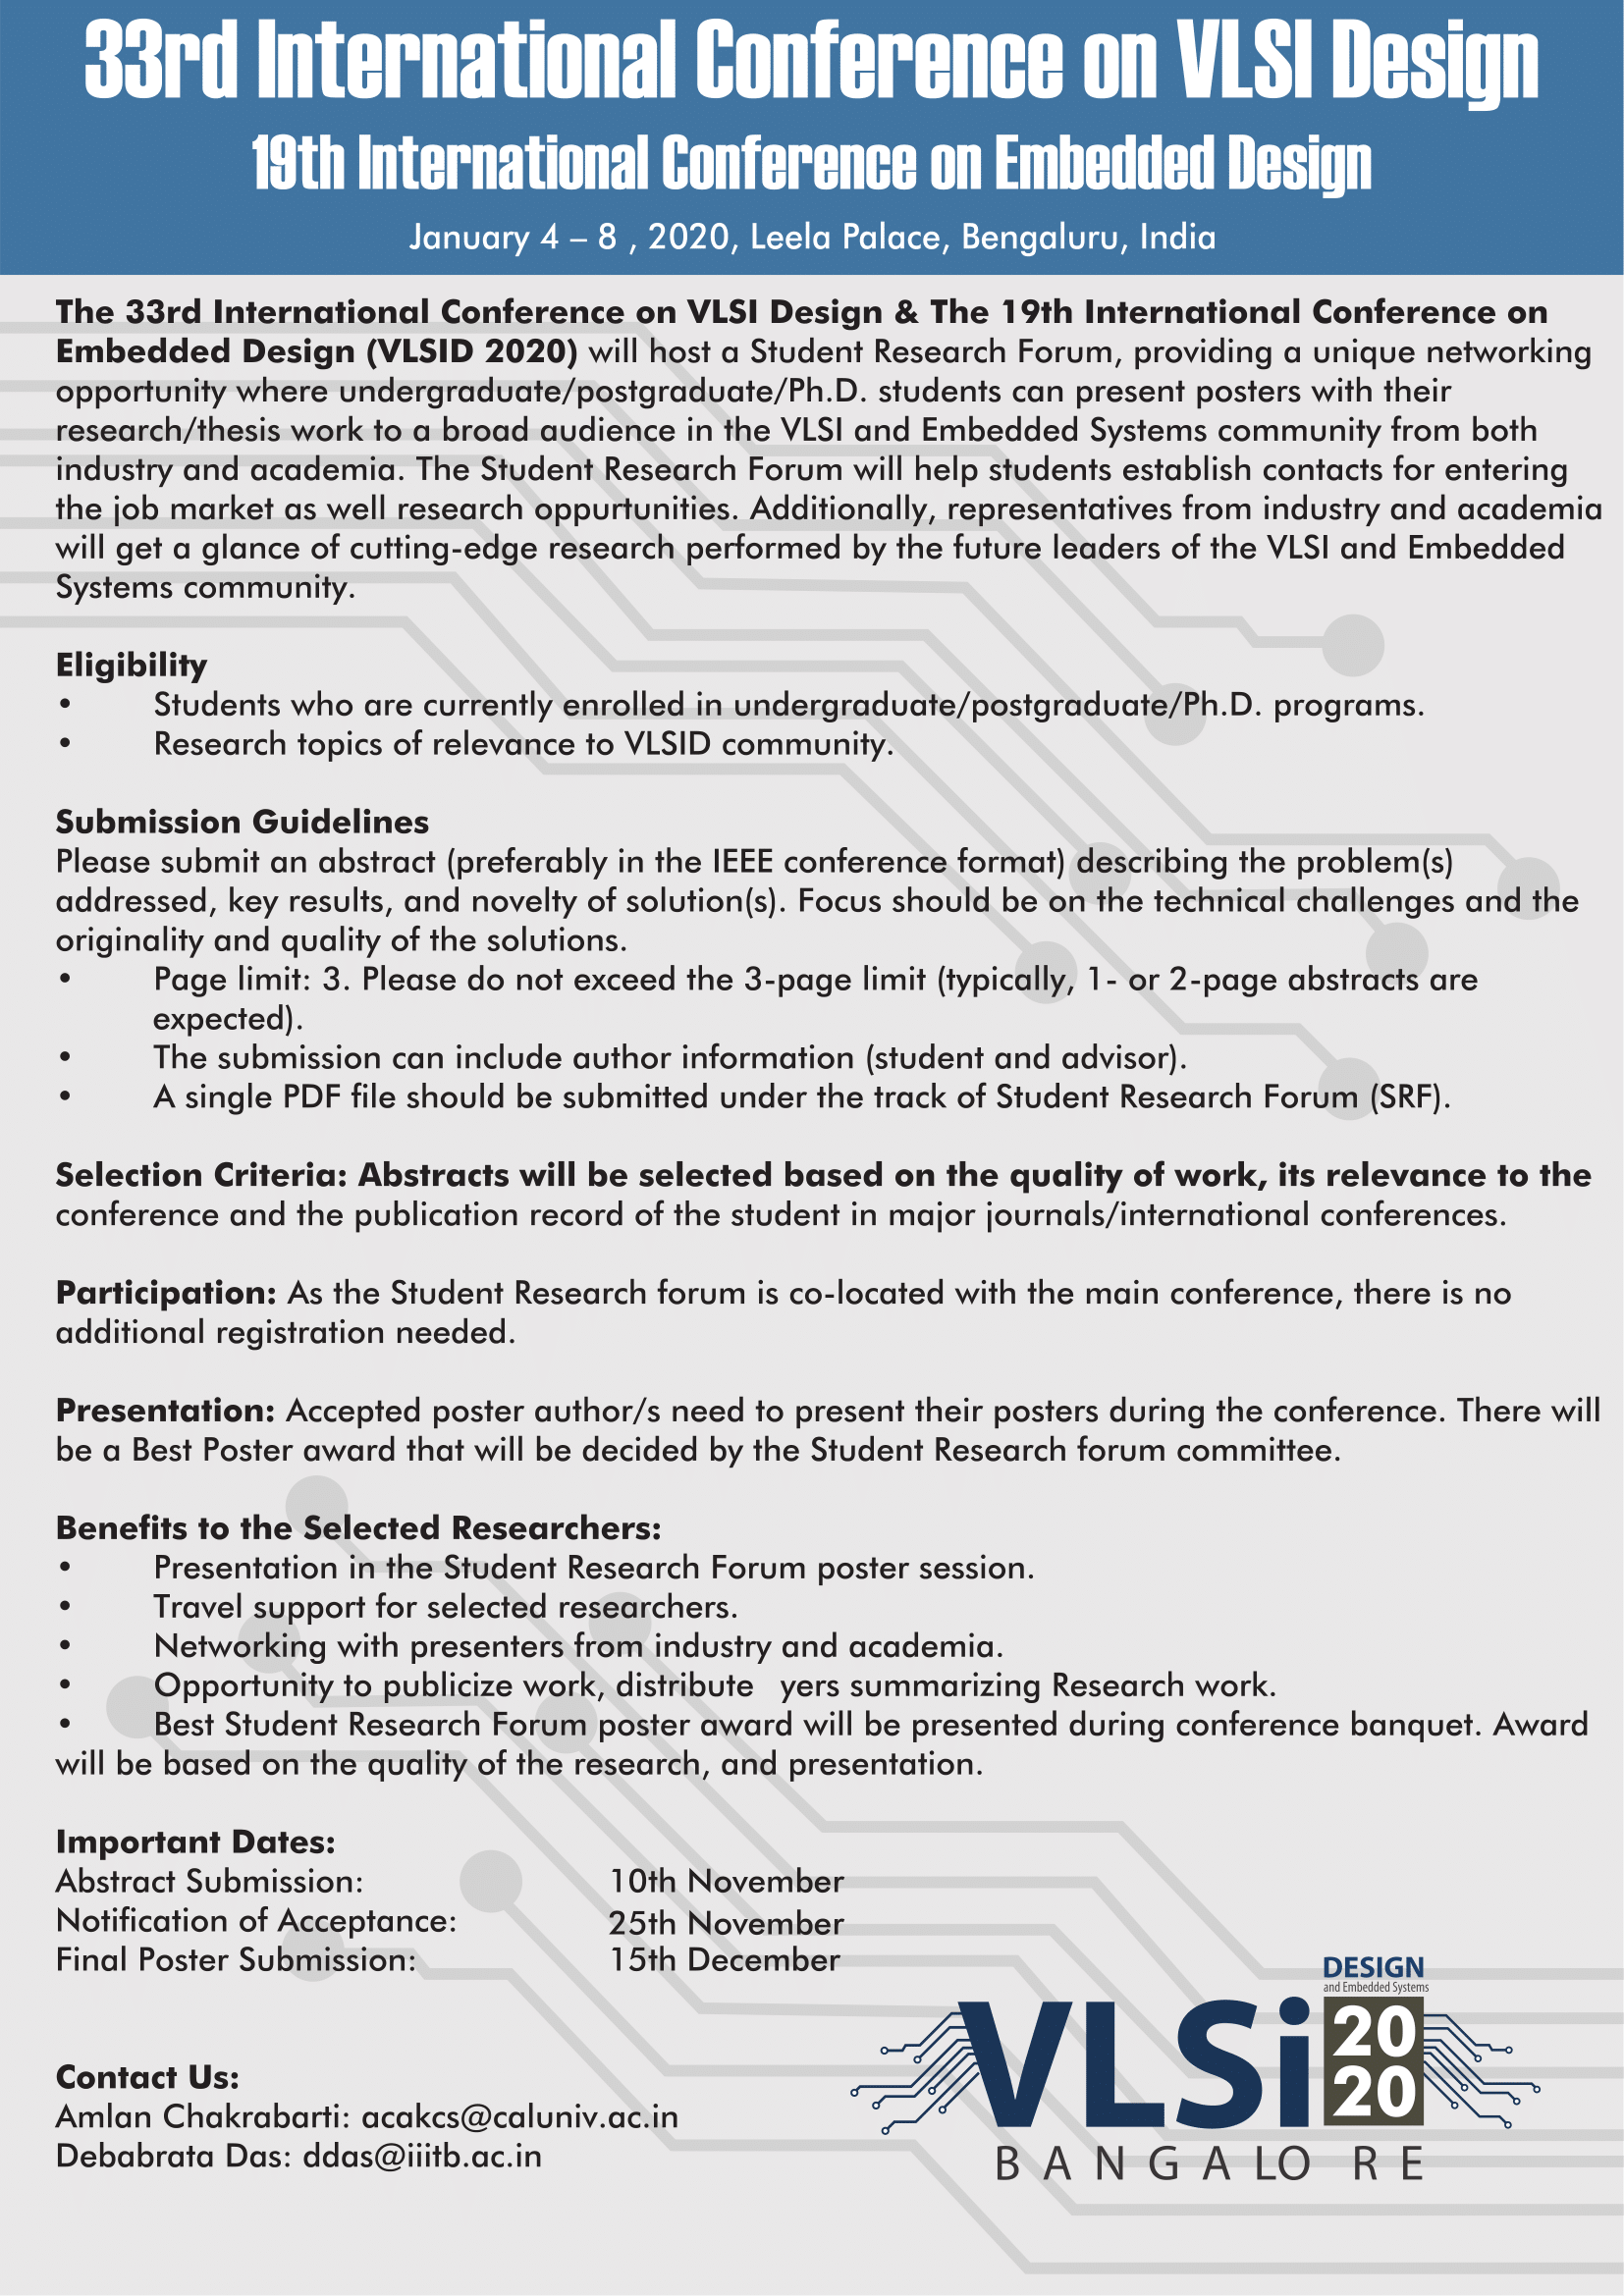 33rd International Conference on VLSI Design
19th International Conference on Embedded Design
January 4 – 8 , 2020, Leela Palace, Bengaluru, India
The 33rd International Conference on VLSI Design & The 19th International Conference on
Embedded Design (VLSID 2020) will host a Student Research Forum, providing a unique networking
opportunity where undergraduate/postgraduate/Ph.D. students can present posters with their
research/thesis work to a broad audience in the VLSI and Embedded Systems community from both
industry and academia. The Student Research Forum will help students establish contacts for entering
the job market as well research oppurtunities. Additionally, representatives from industry and academia
will get a glance of cutting-edge research performed by the future leaders of the VLSI and Embedded
Systems community.
Eligibility
• Students who are currently enrolled in undergraduate/postgraduate/Ph.D. programs.
• Research topics of relevance to VLSID community.
Submission Guidelines
Please submit an abstract (preferably in the IEEE conference format) describing the problem(s)
addressed, key results, and novelty of solution(s). Focus should be on the technical challenges and the
originality and quality of the solutions.
• Page limit: 3. Please do not exceed the 3-page limit (typically, 1- or 2-page abstracts are
expected).
• The submission can include author information (student and advisor).
• A single PDF file should be submitted under the track of Student Research Forum (SRF).
Selection Criteria: Abstracts will be selected based on the quality of work, its relevance to the
conference and the publication record of the student in major journals/international conferences.
Participation: As the Student Research forum is co-located with the main conference, there is no
additional registration needed.
Presentation: Accepted poster author/s need to present their posters during the conference. There will
be a Best Poster award that will be decided by the Student Research forum committee.
Benefits to the Selected Researchers:
• Presentation in the Student Research Forum poster session.
• Travel support for selected researchers.
• Networking with presenters from industry and academia.
• Opportunity to publicize work, distribute yers summarizing Research work.
• Best Student Research Forum poster award will be presented during conference banquet. Award
will be based on the quality of the research, and presentation.
Important Dates:
Abstract Submission: 10th November
Notification of Acceptance: 25th November
Final Poster Submission: 15th December
Contact Us:
Amlan Chakrabarti: acakcs@caluniv.ac.in
Debabrata Das: ddas@iiitb.ac.in
DESIGN
and Embedded Systems
VLSi 20
20
BANGALO RE